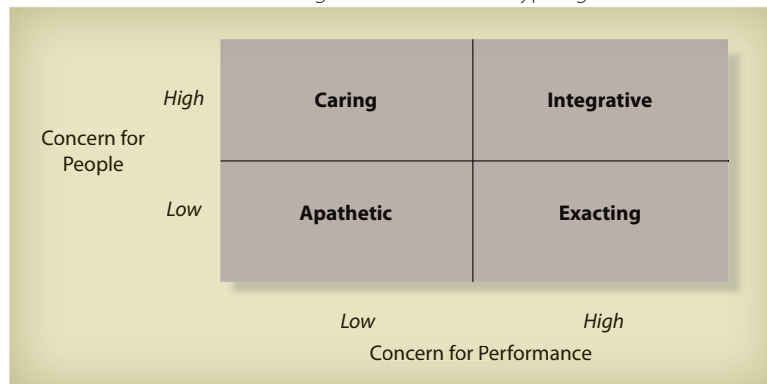 High
Caring
Integrative
Concern for
People
Low
Apathetic
Exacting
Low
High
Concern for Performance